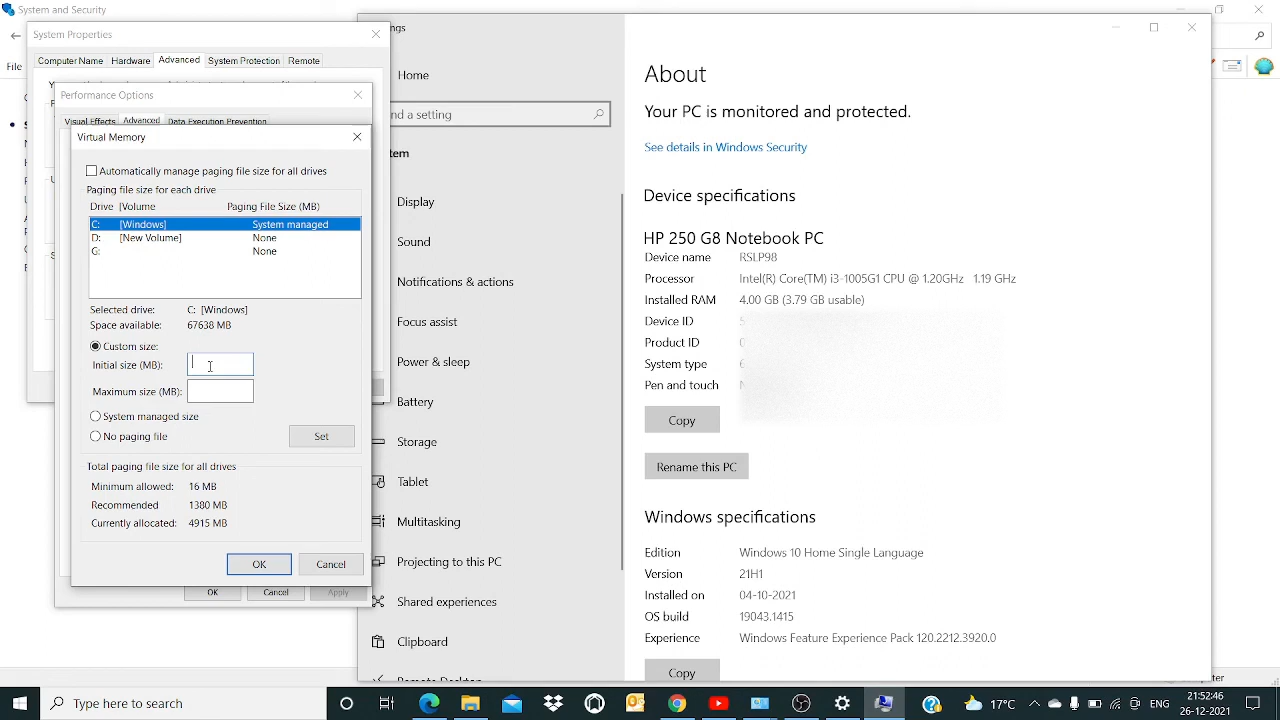 System and Security
System Properties
Computer Name
Hardware
Advanced
System Protection
Remote
File
Performance Options
Visual Effects
Advanced
Data Execution Prevention
Virtual Memory
Automatically manage paging file size for all drives
Paging file size for each drive
Drive [Volume
Paging File Size (MB)
C: [Windows]
System managed
D: [New Volume]
None
G:
None
Selected drive: C: [Windows]
Space available: 67638 MB
Custom size:
Initial size (MB):
Maximum size (MB):
System managed size
No paging file
Set
Total paging file size for all drives
Minimum allowed: 16 MB
Recommended 1380 MB
Currently allocated: 4915 MB
OK
Cancel
OK
Cancel
Apply
ngs
Home
nd a setting
tem
Display
Sound
Notifications & actions
Focus assist
Power & sleep
Battery
Storage
Tablet
Multitasking
Projecting to this PC
Shared experiences
Clipboard
About
Your PC is monitored and protected.
See details in Windows Security
Device specifications
HP 250 G8 Notebook PC
Device name RSLP98
Processor Intel(R) Core(TM) i3-1005G1 CPU @ 1.20GHz 1.19 GHz
Installed RAM 4.00 GB (3.79 GB usable)
Device ID 5
Product ID 0
System type 6
Pen and touch N
Copy
Rename this PC
Windows specifications
Edition Windows 10 Home Single Language
Version 21H1
Installed on 04-10-2021
OS build 19043.1415
Experience Windows Feature Experience Pack 120.2212.3920.0
Copy
Type here to search
17°C
ENG
21:52:46
26-12-2021